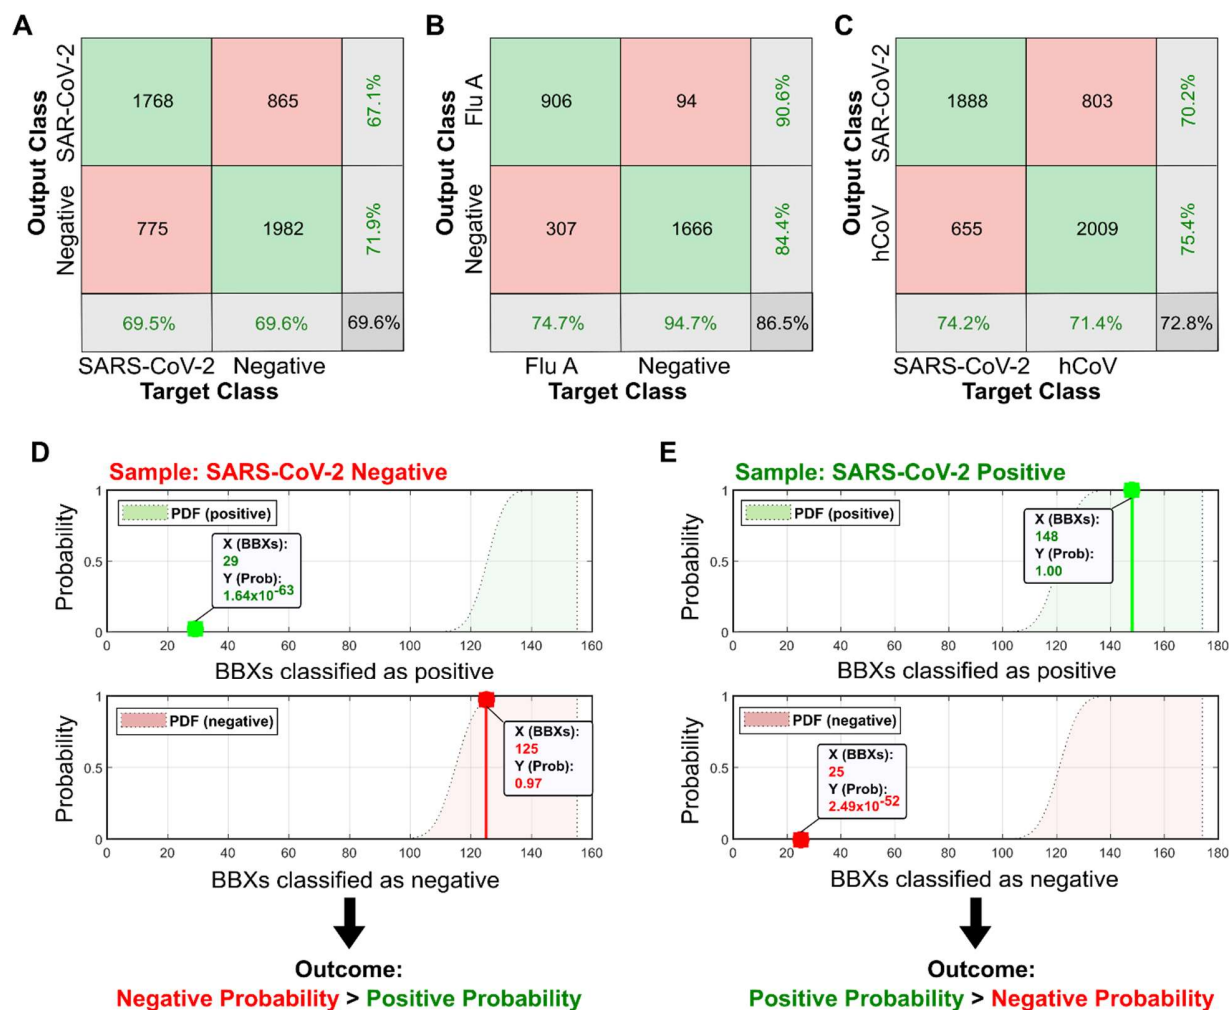 A
Output Class
SAR-CoV-2
Negative
1768
865
67.1%
775
1982
71.9%
69.5%
69.6%
69.6%
SARS-CoV-2
Negative
Target Class
B
Output Class
Flu A
Negative
906
94
90.6%
307
1666
84.4%
74.7%
94.7%
86.5%
Flu A
Negative
Target Class
C
Output Class
SAR-CoV-2
hCoV
1888
803
70.2%
655
2009
75.4%
74.2%
71.4%
72.8%
SARS-CoV-2
hCoV
Target Class
D
Sample: SARS-CoV-2 Negative
Probability
1
0.5
0
PDF (positive)
X (BBXs):
29
Y (Prob):
1.64x10-63
0 20 40 60 80 100 120 140 160
BBXs classified as positive
Probability
1
0.5
0
PDF (negative)
X (BBXs):
125
Y (Prob):
0.97
0 20 40 60 80 100 120 140 160
BBXs classified as negative
Outcome:
Negative Probability > Positive Probability
E
Sample: SARS-CoV-2 Positive
Probability
1
0.5
0
PDF (positive)
X (BBXs):
148
Y (Prob):
1.00
0 20 40 60 80 100 120 140 160 180
BBXs classified as positive
Probability
1
0.5
0
PDF (negative)
X (BBXs):
25
Y (Prob):
2.49x10-52
0 20 40 60 80 100 120 140 160 180
BBXs classified as negative
Outcome:
Positive Probability > Negative Probability